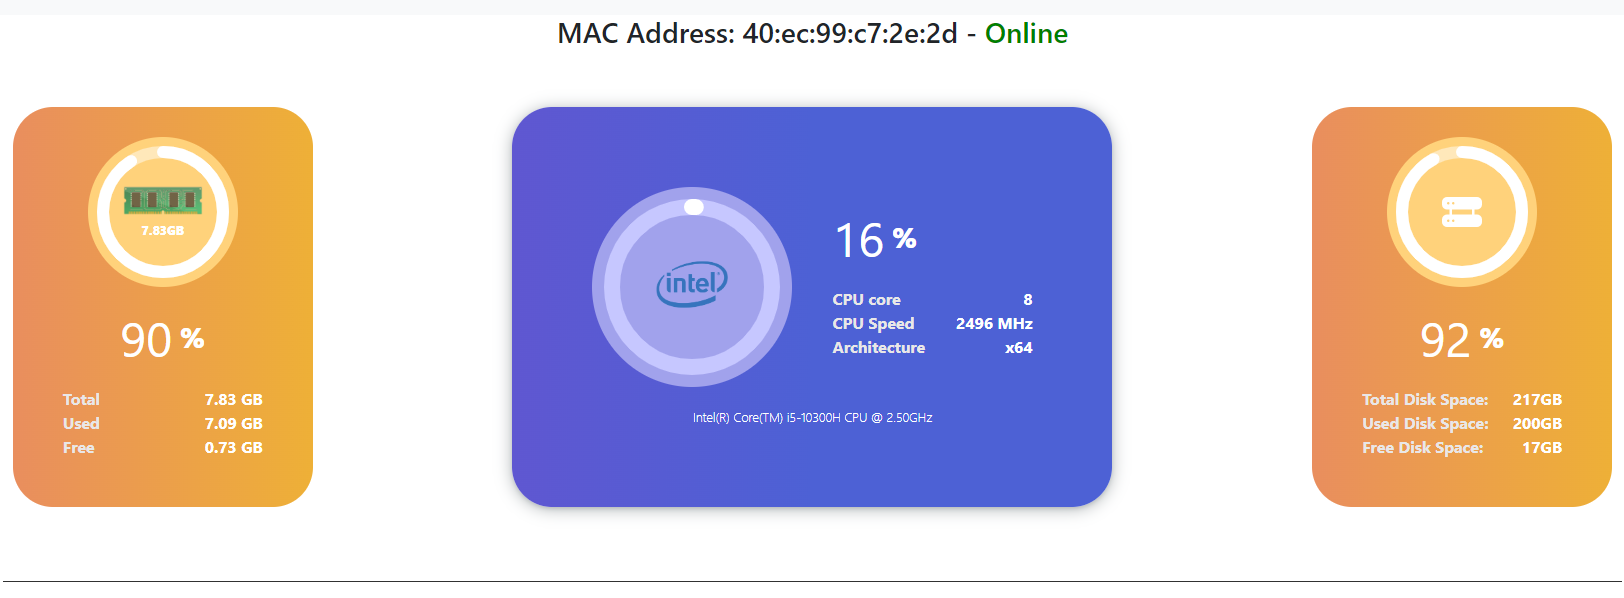 MAC Address: 40:ec:99:c7:2e:2d - Online
7.83GB
90 %
Total 7.83 GB
Used 7.09 GB
Free 0.73 GB
intel
16 %
CPU core 8
CPU Speed 2496 MHz
Architecture x64
Intel(R) Core(TM) i5-10300H CPU @ 2.50GHz
92 %
Total Disk Space: 217GB
Used Disk Space: 200GB
Free Disk Space: 17GB